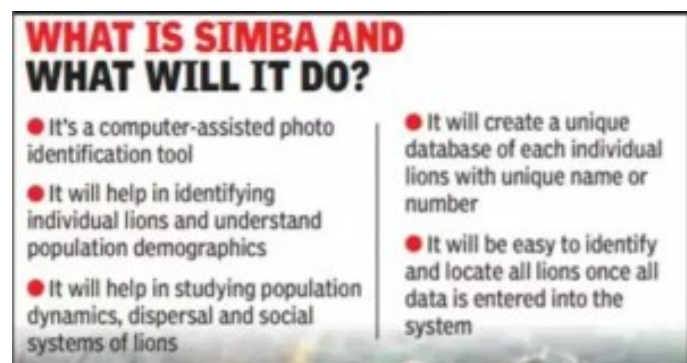 WHAT IS SIMBA AND
WHAT WILL IT DO?
● It's a computer-assisted photo
identification tool
● It will help in identifying
individual lions and understand
population demographics
● It will help in studying population
dynamics, dispersal and social
systems of lions
● It will create a unique
database of each individual
lions with unique name or
number
● It will be easy to identify
and locate all lions once all
data is entered into the
system